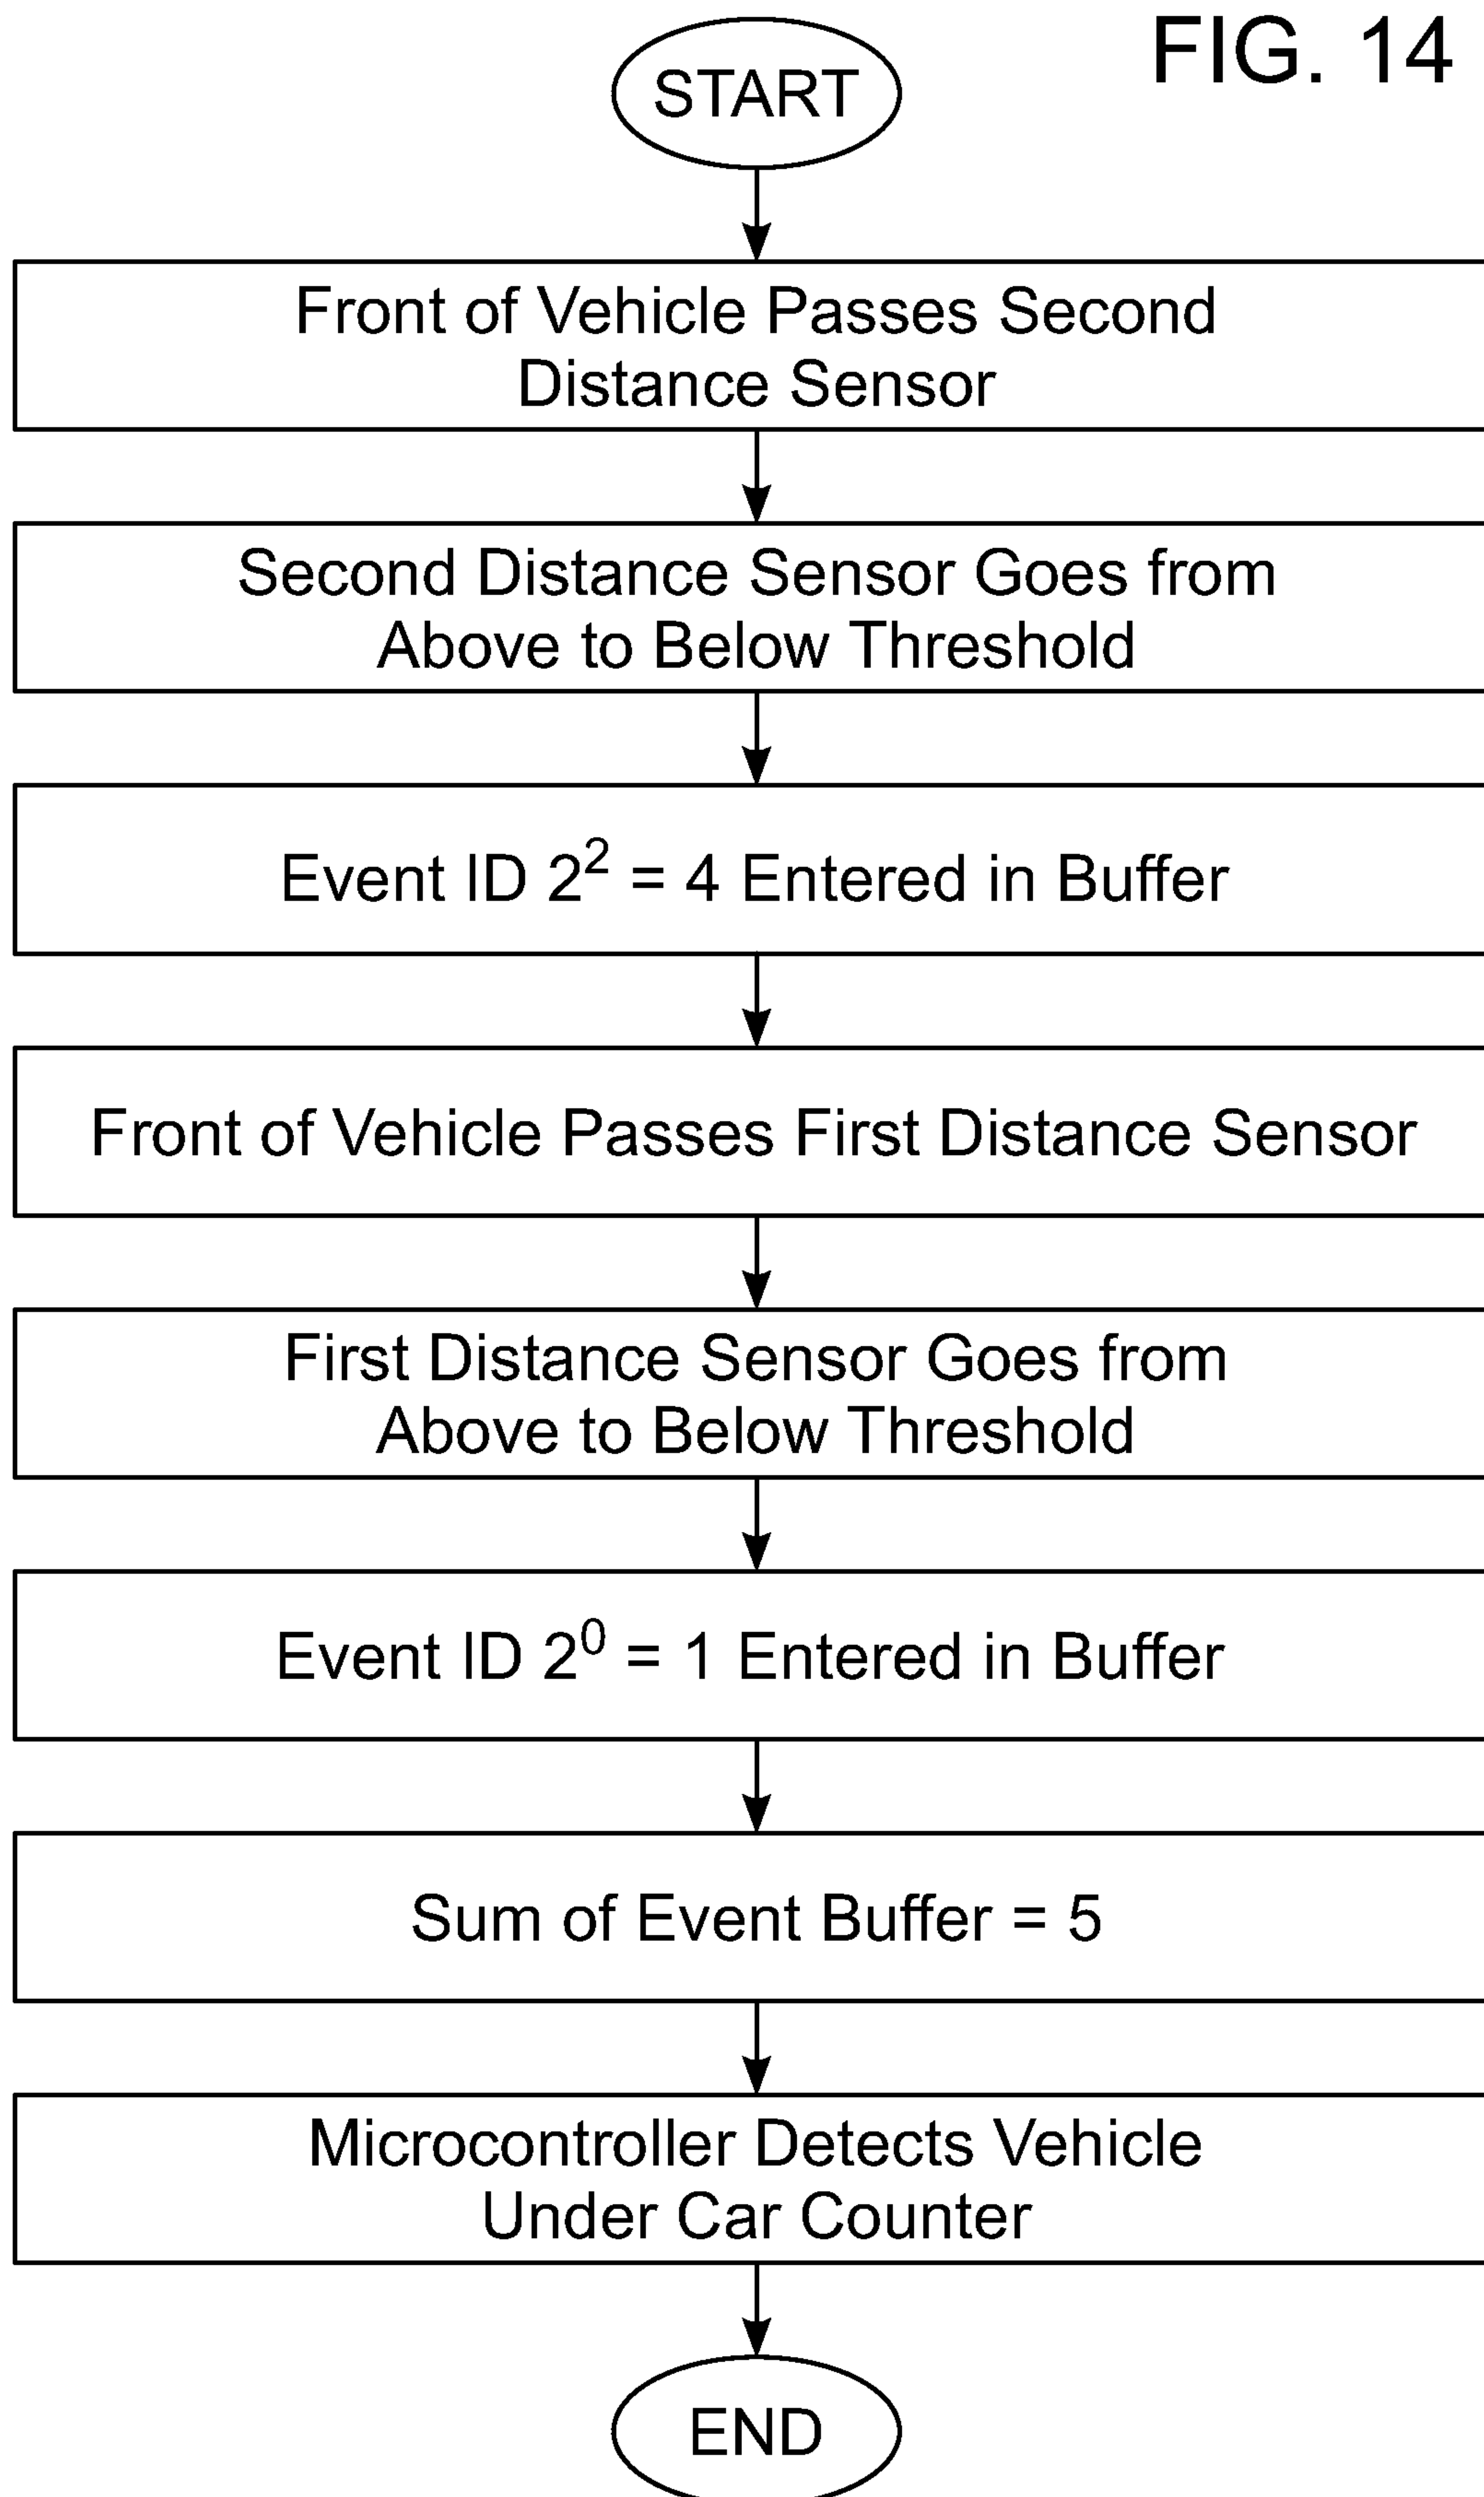 FIG. 14
START
Front of Vehicle Passes Second
Distance Sensor
Second Distance Sensor Goes from
Above to Below Threshold
Event ID 2² = 4 Entered in Buffer
Front of Vehicle Passes First Distance Sensor
First Distance Sensor Goes from
Above to Below Threshold
Event ID 2⁰ = 1 Entered in Buffer
Sum of Event Buffer = 5
Microcontroller Detects Vehicle
Under Car Counter
END